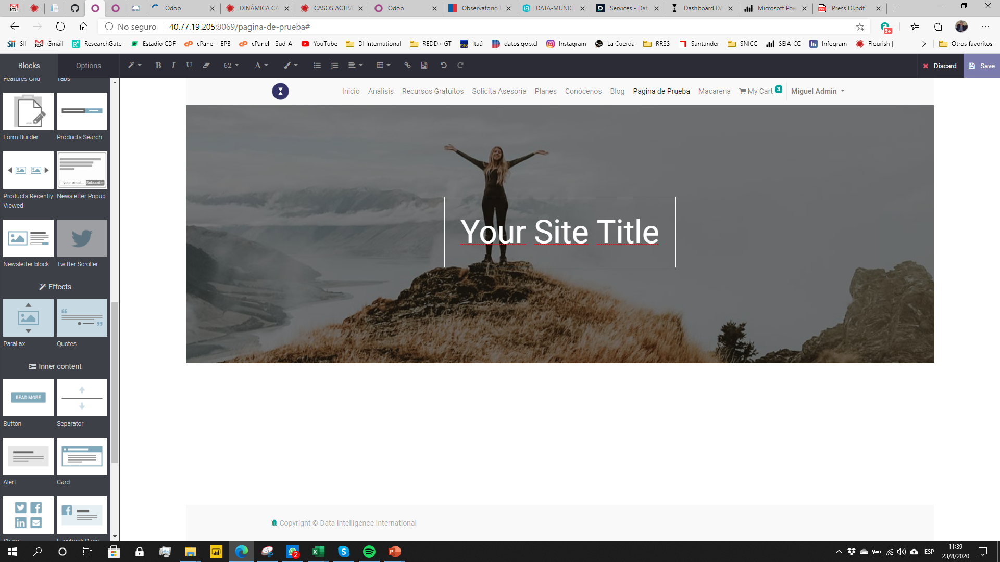 Odoo
DINÁMICA CA
CASOS ACTIV
Odoo
Observatorio
DATA-MUNICI
Services - Dat
Dashboard DA
Microsoft Pow
Press DI.pdf
No seguro
40.77.19.205:8069/pagina-de-prueba#
SII
Gmail
ResearchGate
Estadio CDF
cPanel - EPB
cPanel - Sud-A
YouTube
DI International
REDD+ GT
Itaú
datos.gob.cl
Instagram
La Cuerda
RRSS
Santander
SNICC
SEIA-CC
Infogram
Flourish |
Otros favoritos
Blocks
Options
62
Discard
Save
Features Grid
Tabs
Form Builder
Products Search
your email...
Subscribe
Products Recently
Viewed
Newsletter Popup
Newsletter block
Twitter Scroller
Effects
Parallax
Quotes
Inner content
READ MORE
Button
Separator
Alert
Card
Share
Facebook Page
Inicio
Análisis
Recursos Gratuitos
Solicita Asesoría
Planes
Conócenos
Blog
Pagina de Prueba
Macarena
My Cart 3
Miguel Admin
Your Site Title
Copyright © Data Intelligence International
2
ESP
11:39
23/8/2020